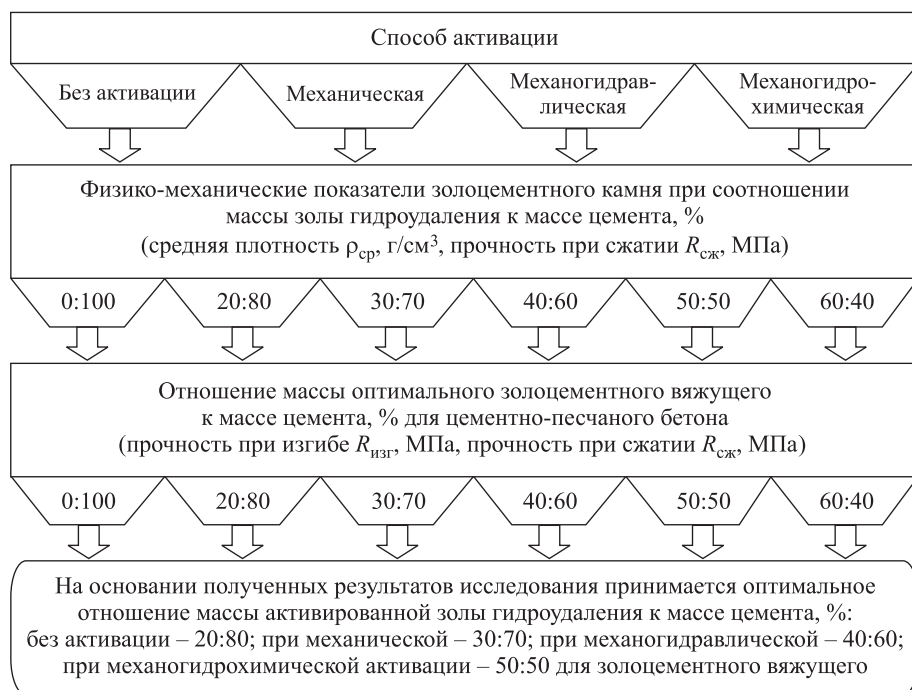 Способ активации
Без активации
Механическая
Механогидрав-
лическая
Механогидро-
химическая
Физико-механические показатели золоцементного камня при соотношении
массы золы гидроудаления к массе цемента, %
(средняя плотность ρср, г/см³, прочность при сжатии Rсж, МПа)
0:100 20:80 30:70 40:60 50:50 60:40
Отношение массы оптимального золоцементного вяжущего
к массе цемента, % для цементно-песчаного бетона
(прочность при изгибе Rизг, МПа, прочность при сжатии Rсж, МПа)
0:100 20:80 30:70 40:60 50:50 60:40
На основании полученных результатов исследования принимается оптимальное
отношение массы активированной золы гидроудаления к массе цемента, %:
без активации – 20:80; при механической – 30:70; при механогидравлической – 40:60;
при механогидрохимической активации – 50:50 для золоцементного вяжущего